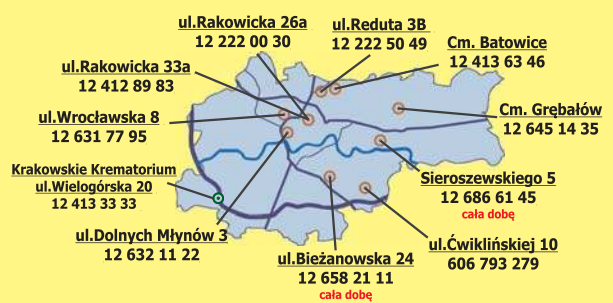 ul.Rakowicka 26a
12 222 00 30
ul.Reduta 3B
12 222 50 49
Cm. Batowice
12 413 63 46
ul.Rakowicka 33a
12 412 89 83
Cm. Grębałów
12 645 14 35
ul.Wrocławska 8
12 631 77 95
Krakowskie Krematorium
ul.Wielogórska 20
12 413 33 33
Sieroszewskiego 5
12 686 61 45
cała dobę
ul.Dolnych Młynów 3
12 632 11 22
ul.Bieżanowska 24
12 658 21 11
cała dobę
ul.Ćwiklińskiej 10
606 793 279